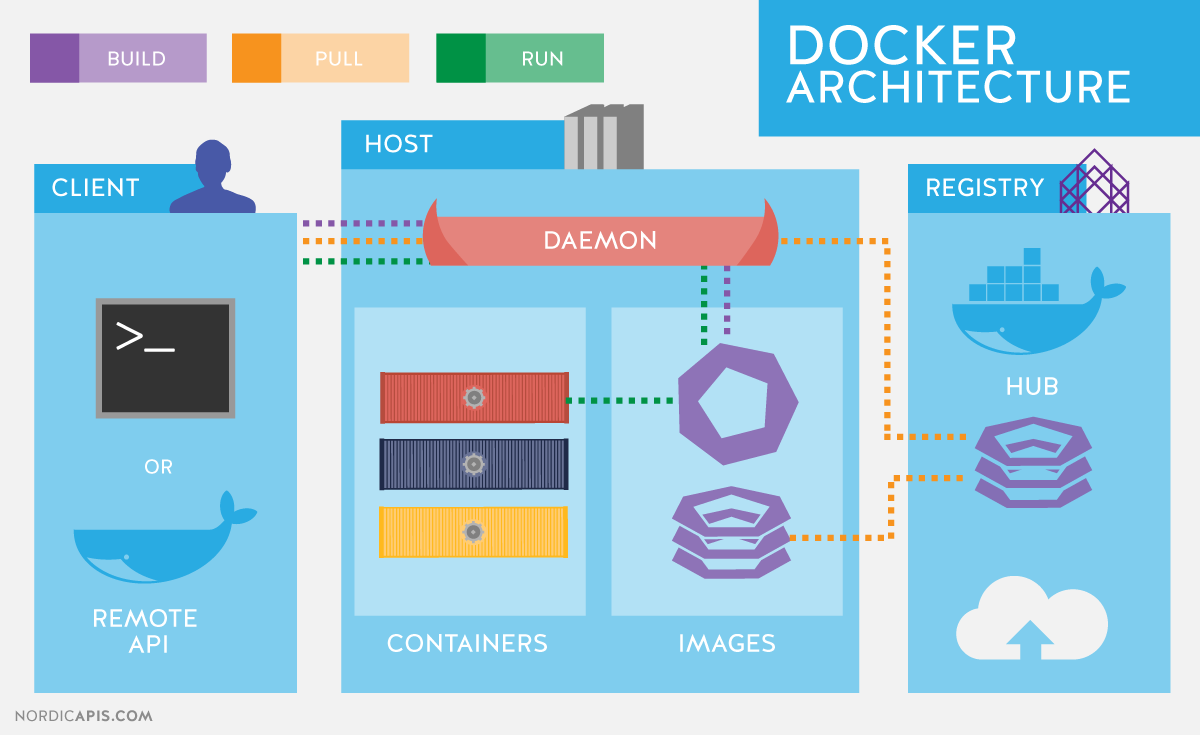 BUILD
PULL
RUN
DOCKER
ARCHITECTURE
CLIENT
HOST
REGISTRY
DAEMON
>_
OR
REMOTE
API
CONTAINERS
IMAGES
HUB
NORDICAPIS.COM